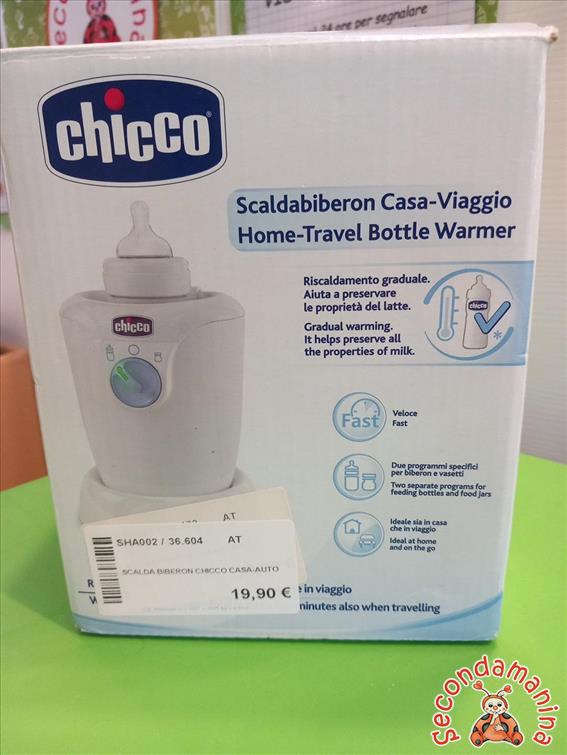 seconda
VIS
24 ore per segnalare
chicco
Scaldabiberon Casa-Viaggio
Home-Travel Bottle Warmer
Riscaldamento graduale.
Aiuta a preservare
le proprietà del latte.
Gradual warming.
It helps preserve all
the properties of milk.
chicco
chicco
Fast
Veloce
Fast
Due programmi specifici
per biberon e vasetti
Two separate programs for
feeding bottles and food jars
Ideale sia in casa
che in viaggio
Ideal at home
and on the go
AT
SHA002 / 36.604 AT
SCALDA BIBERON CHICCO CASA-AUTO
19,90 €
in viaggio
minutes also when travelling
secondamanina